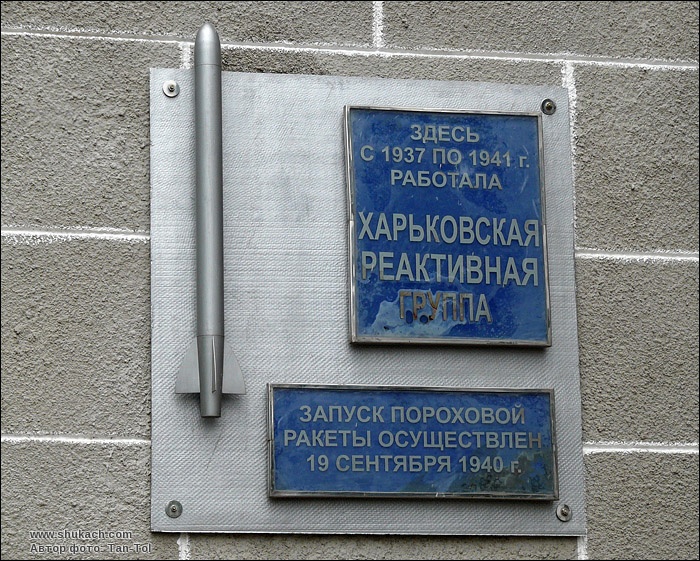 ЗДЕСЬ
С 1937 ПО 1941 г.
РАБОТАЛА
ХАРЬКОВСКАЯ
РЕАКТИВНАЯ
ГРУППА
ЗАПУСК ПОРОХОВОЙ
РАКЕТЫ ОСУЩЕСТВЛЕН
19 СЕНТЯБРЯ 1940 г.
www.shukach.com
Автор фото: Tan-Tol